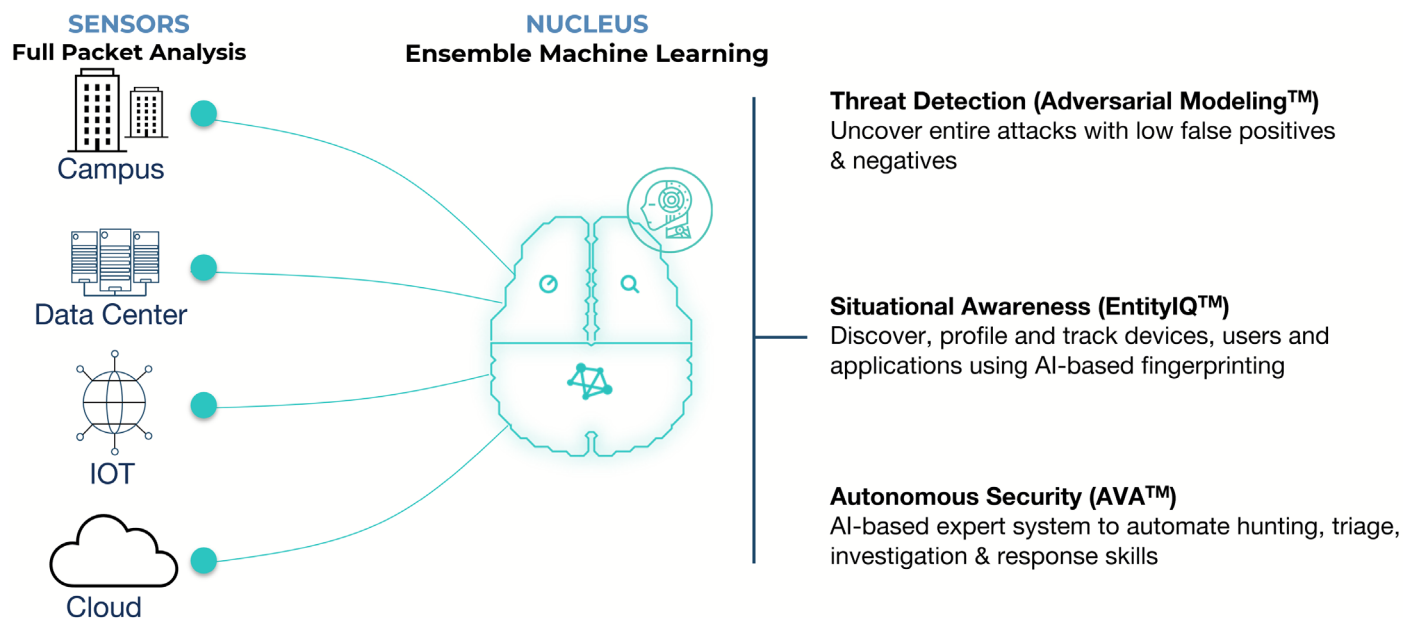 SENSORS
Full Packet Analysis
Campus
Data Center
IOT
Cloud
NUCLEUS
Ensemble Machine Learning
Threat Detection (Adversarial Modeling™)
Uncover entire attacks with low false positives
& negatives
Situational Awareness (EntityIQ™)
Discover, profile and track devices, users and
applications using AI-based fingerprinting
Autonomous Security (AVA™)
AI-based expert system to automate hunting, triage,
investigation & response skills